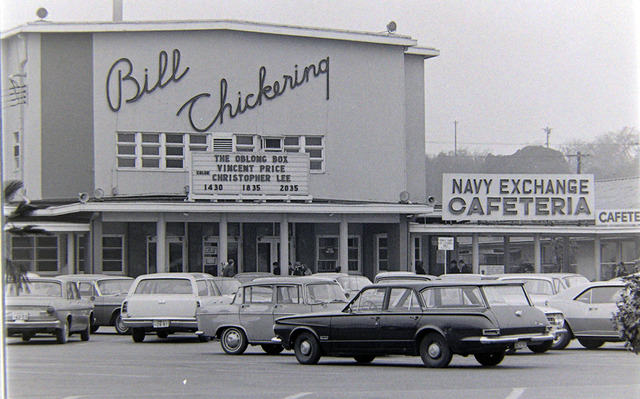 Bill
Chickering
THE OBLONG BOX
VINCENT PRICE
COLOR
CHRISTOPHER LEE
1430 1835 2035
NAVY EXCHANGE
CAFETERIA
CAFETE